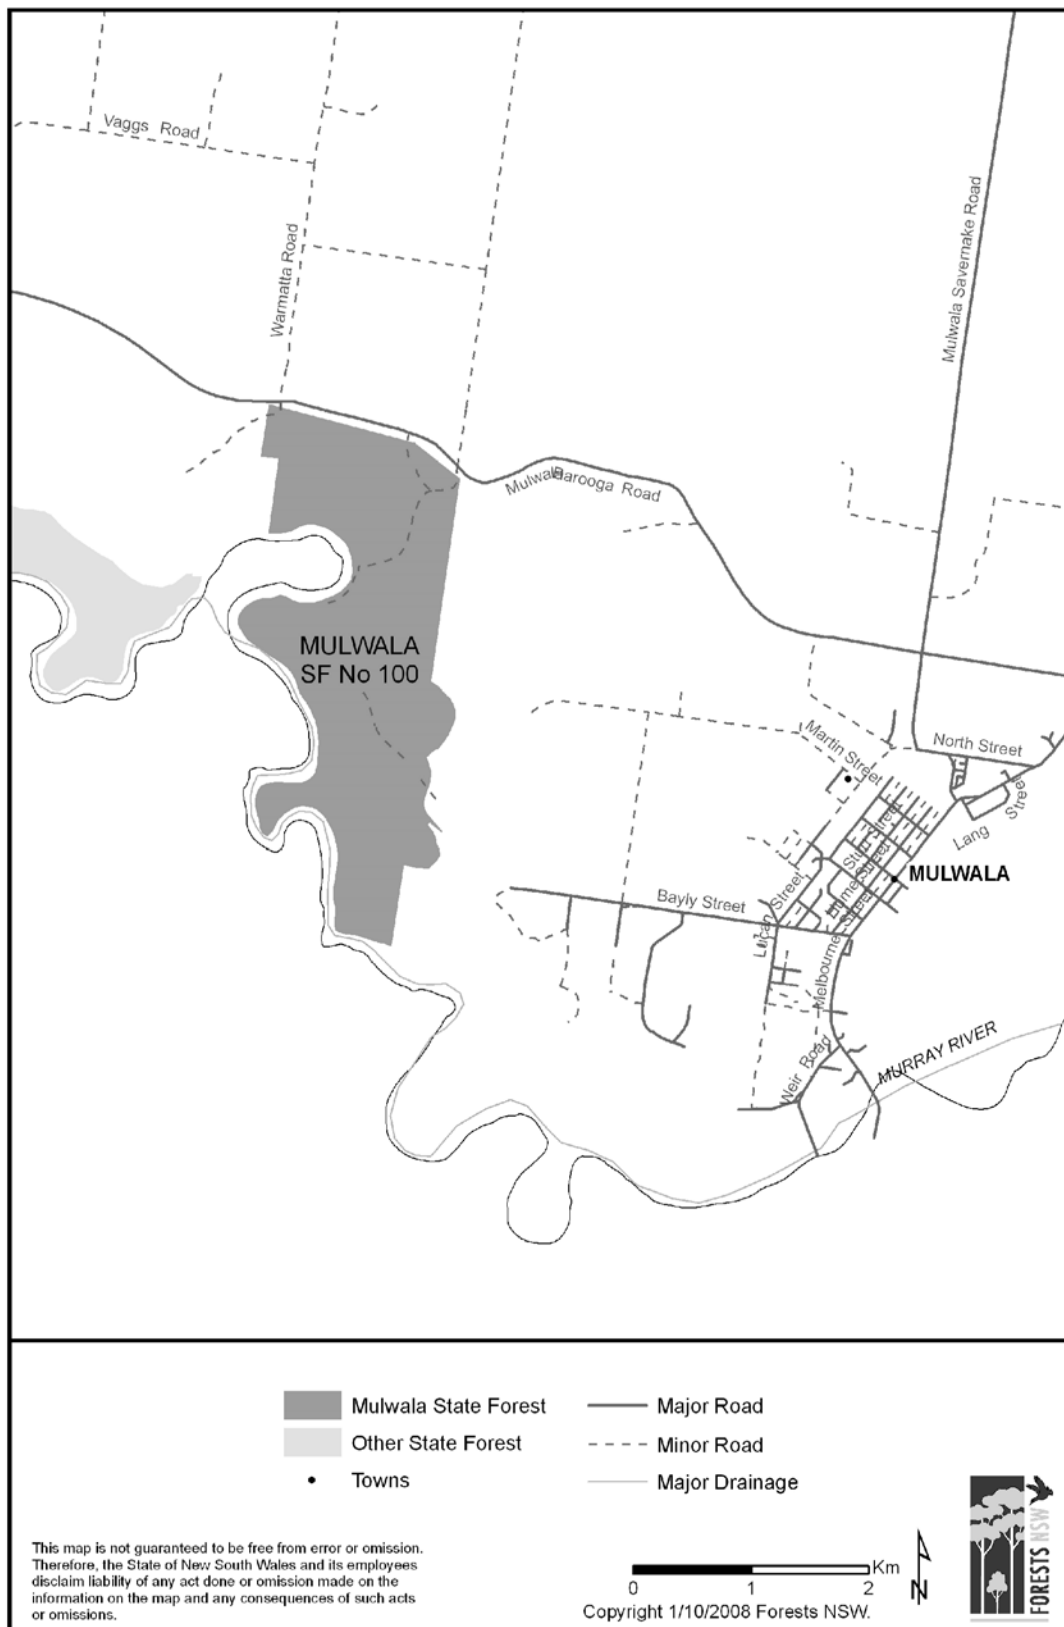 Vaggs Road
Warmatta Road
Mulwala Savernake Road
Mulwala
Barooga Road
MULWALA
SF No 100
Martin Street
North Street
Lang Street
Sturt Street
Hume Street
MULWALA
Bayly Street
Lucan Street
Melbourne Street
Weir Road
MURRAY RIVER
Mulwala State Forest
Major Road
Other State Forest
Minor Road
Towns
Major Drainage
This map is not guaranteed to be free from error or omission.
Therefore, the State of New South Wales and its employees
disclaim liability of any act done or omission made on the
information on the map and any consequences of such acts
or omissions.
Km
0 1 2
N
Copyright 1/10/2008 Forests NSW.
FORESTS NSW